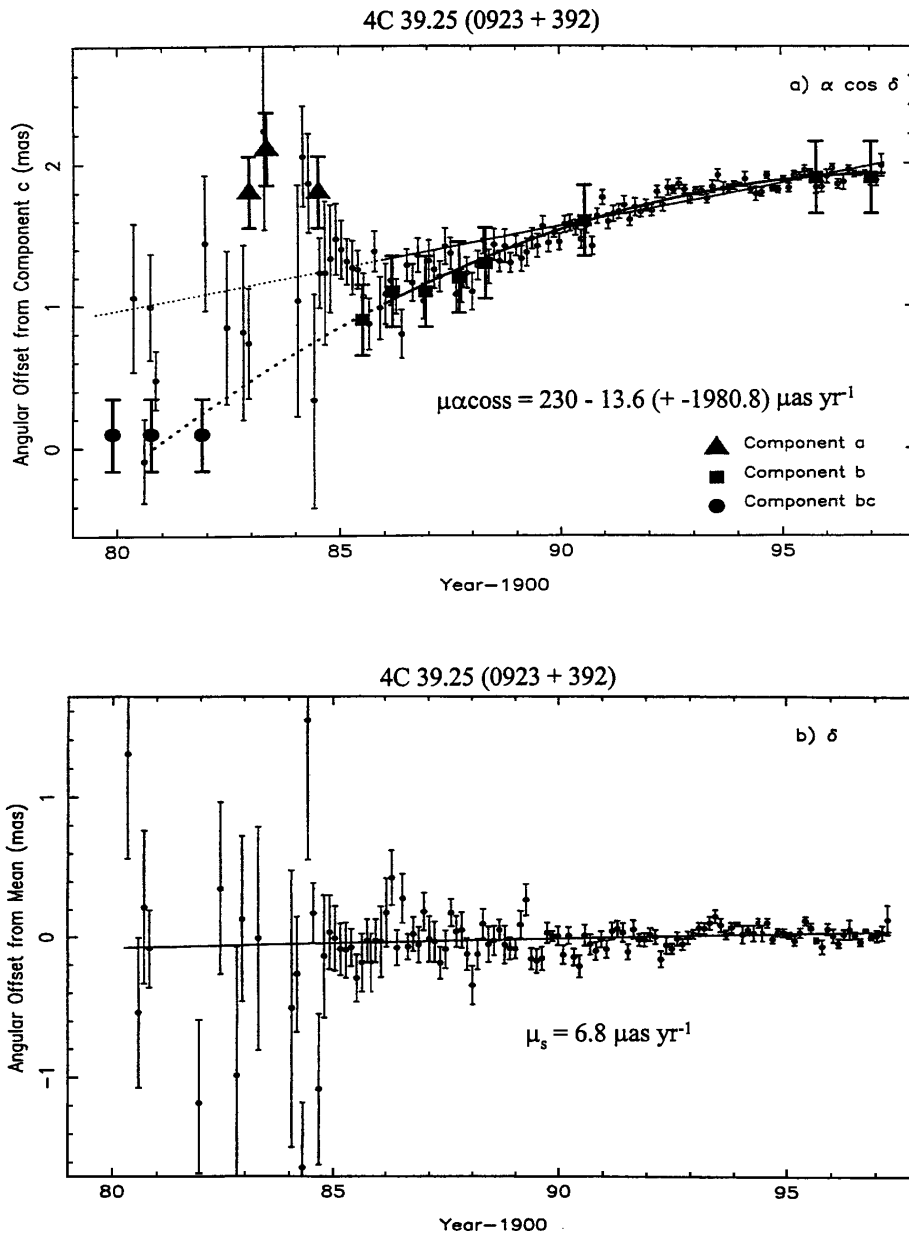 4C 39.25 (0923 + 392)
a) α cos δ
Angular Offset from Component c (mas)
2
1
0
μαcoss = 230 - 13.6 (+ -1980.8) μas yr-1
Component a
Component b
Component bc
80
85
90
95
Year-1900
4C 39.25 (0923 + 392)
b) δ
Angular Offset from Mean (mas)
1
0
-1
μs = 6.8 μas yr-1
80
85
90
95
Year-1900